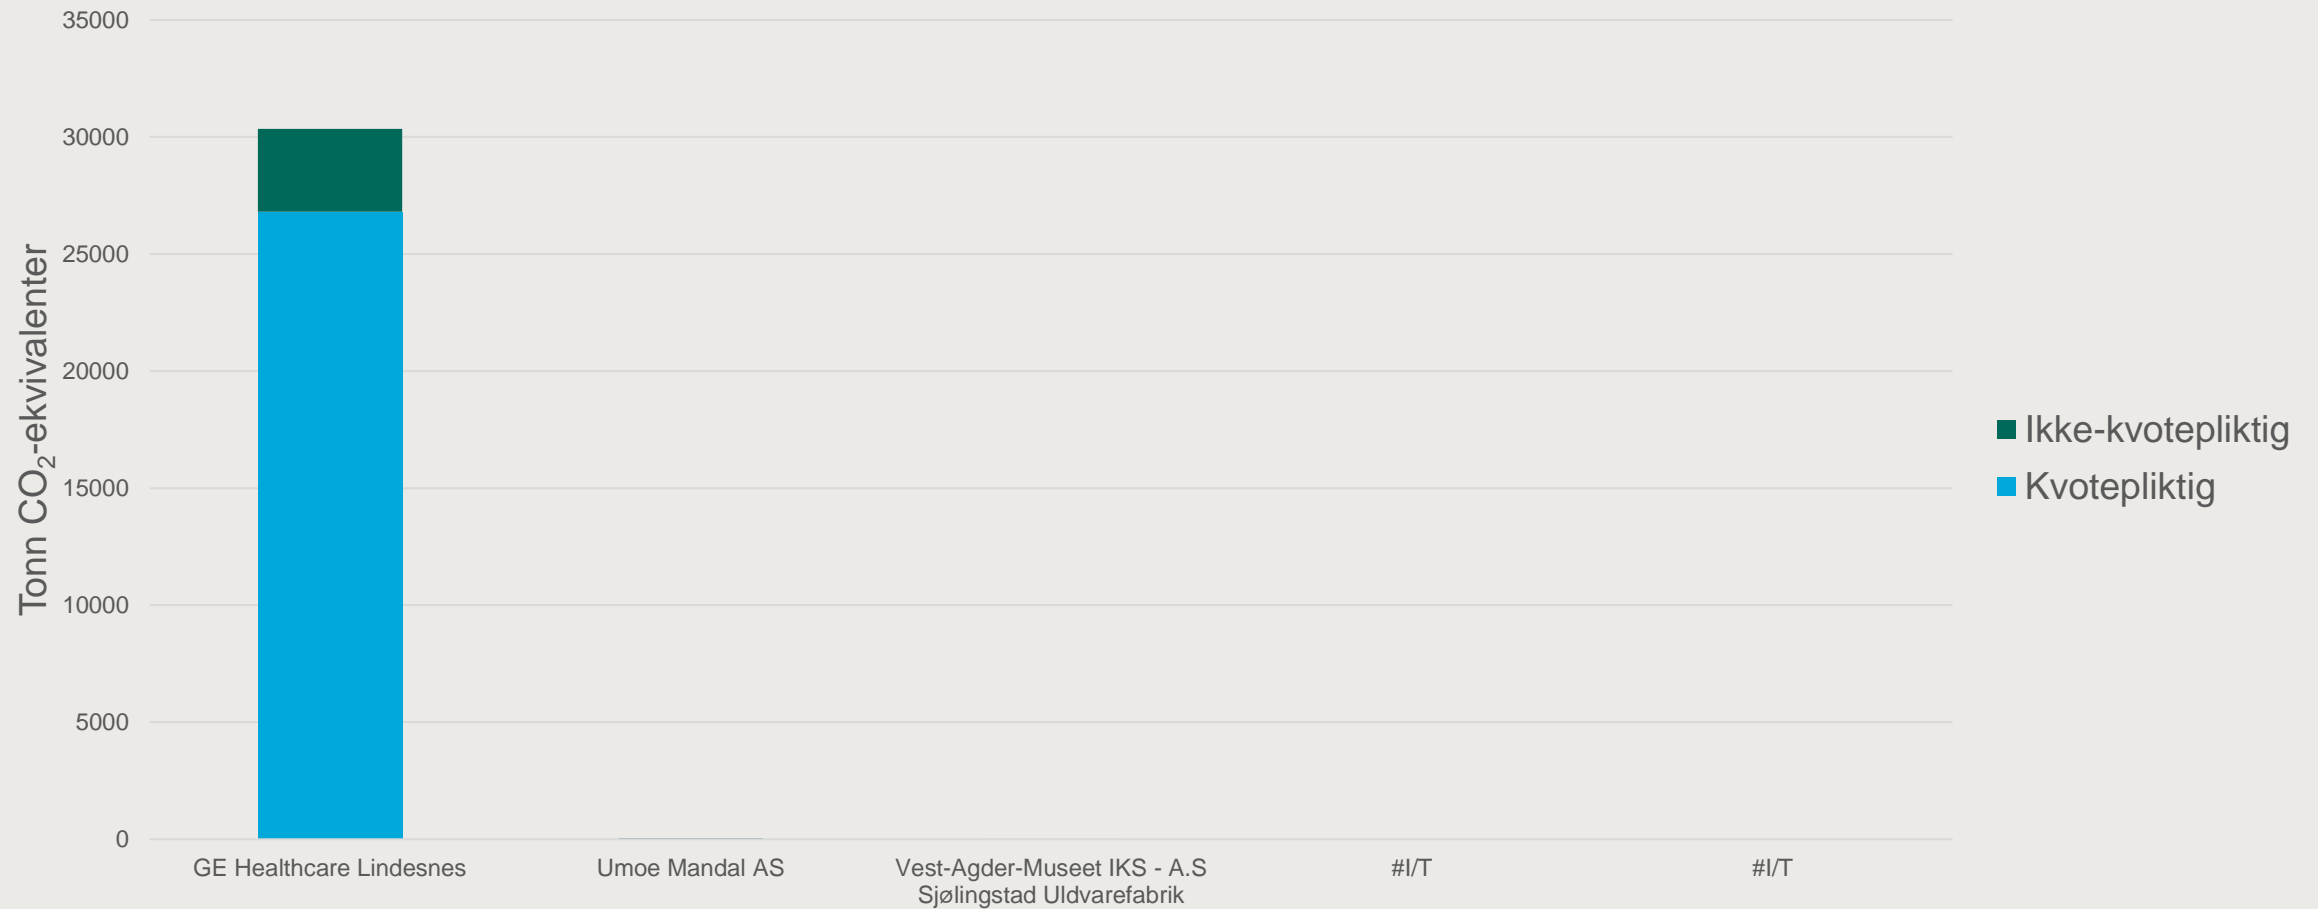 Tonn CO₂-ekvivalenter
35000
30000
25000
20000
15000
10000
5000
0
GE Healthcare Lindesnes
Umoe Mandal AS
Vest-Agder-Museet IKS - A.S
Sjølingstad Uldvarefabrik
#I/T
#I/T
Ikke-kvotepliktig
Kvotepliktig